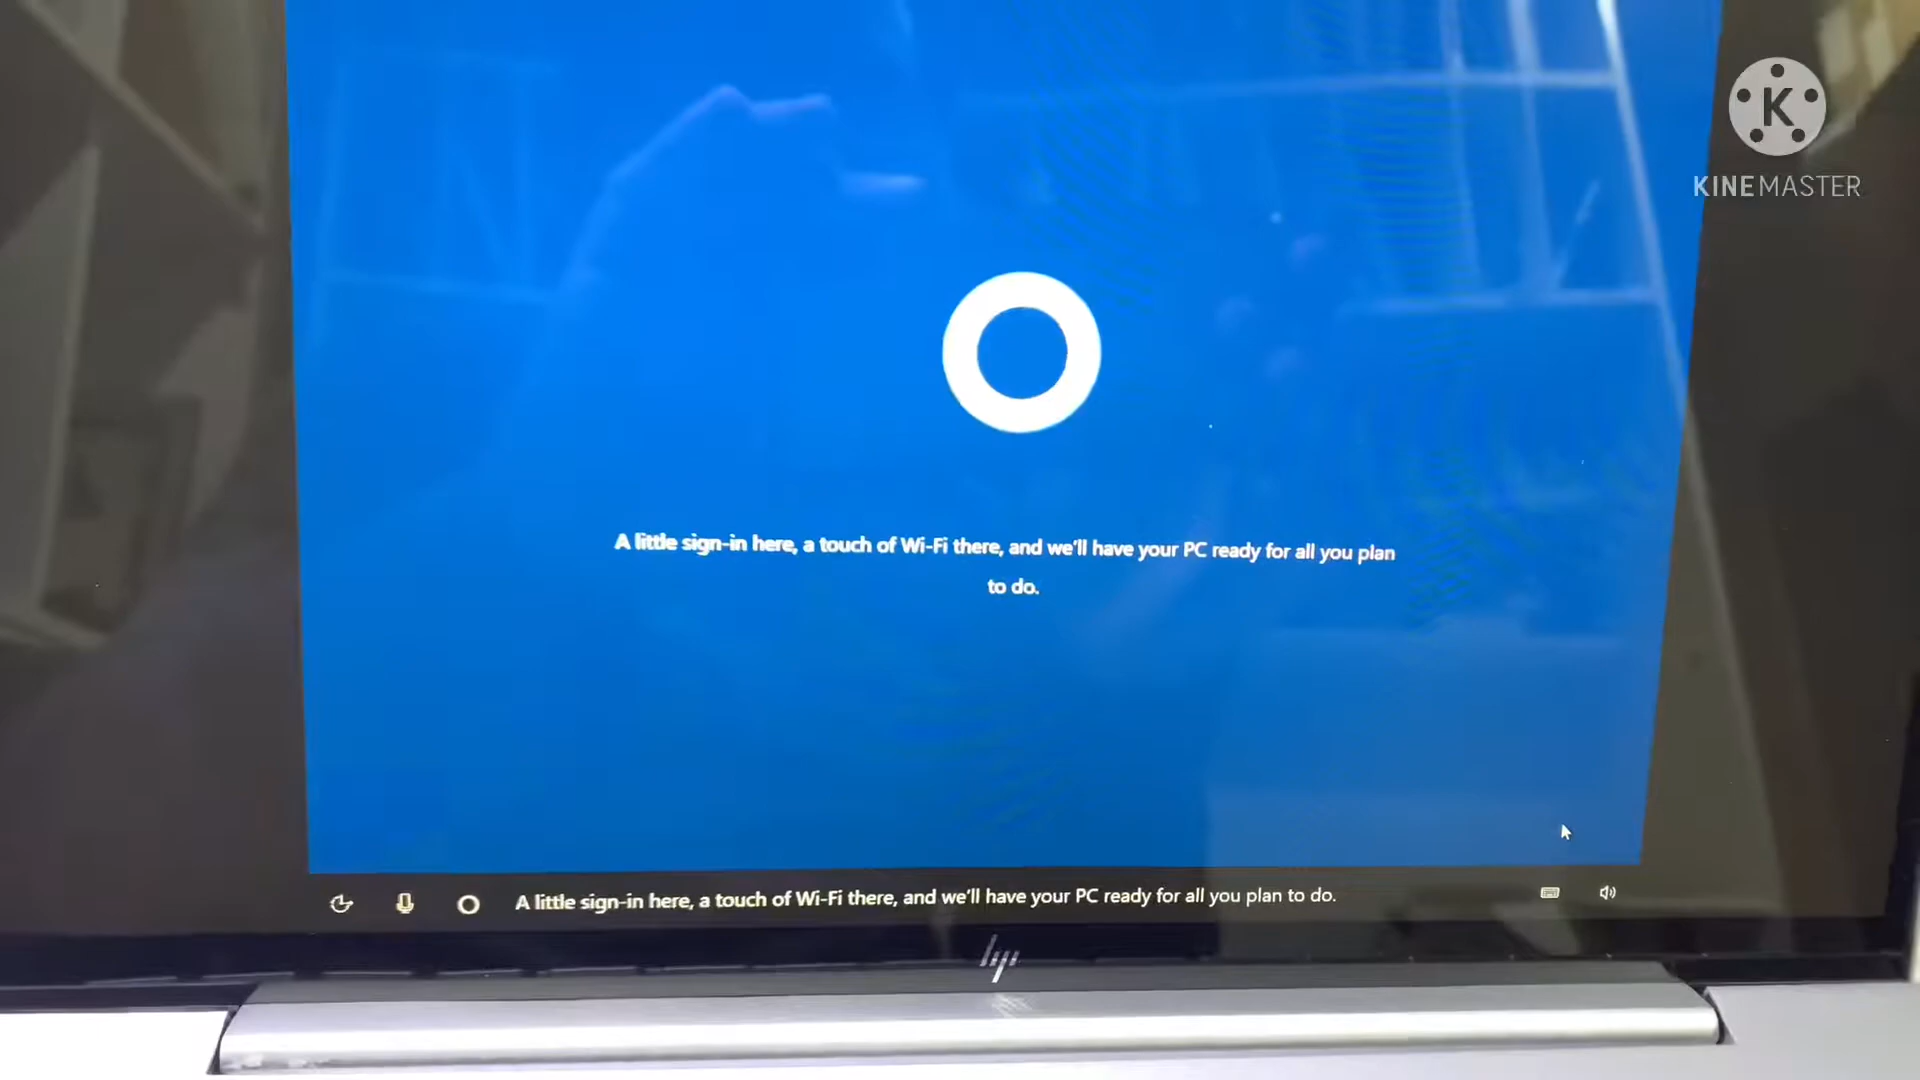 K
KINEMASTER
A little sign-in here, a touch of Wi-Fi there, and we'll have your PC ready for all you plan
to do.
A little sign-in here, a touch of Wi-Fi there, and we'll have your PC ready for all you plan to do.
hp